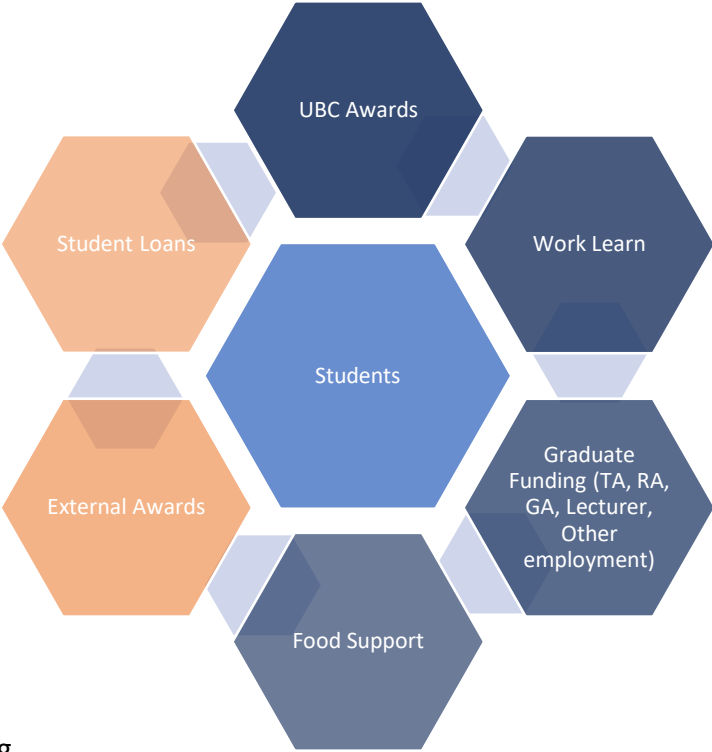 UBC Awards
Student Loans
Work Learn
Students
External Awards
Graduate
Funding (TA, RA,
GA, Lecturer,
Other
employment)
Food Support
g